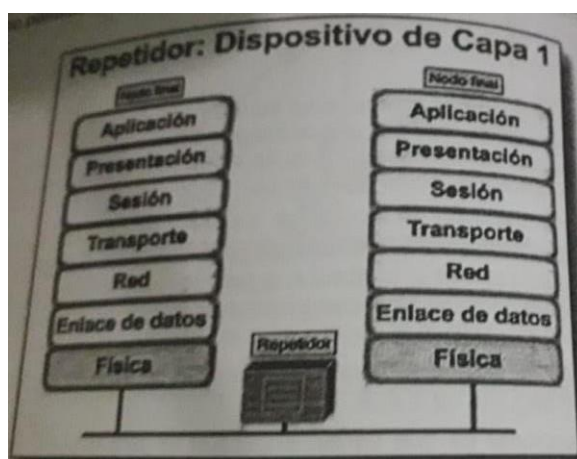 Repetidor: Dispositivo de Capa 1
Nodo final
Aplicación
Presentación
Sesión
Transporte
Red
Enlace de datos
Física
Repetidor
Nodo final
Aplicación
Presentación
Sesión
Transporte
Red
Enlace de datos
Física